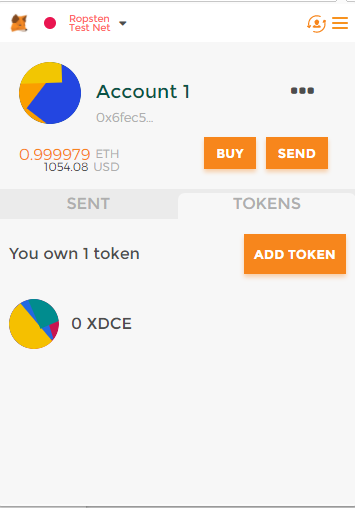 Ropsten
Test Net
Account 1
0x6fec5...
0.999979 ETH
1054.08 USD
BUY
SEND
SENT
TOKENS
You own 1 token
ADD TOKEN
0 XDCE